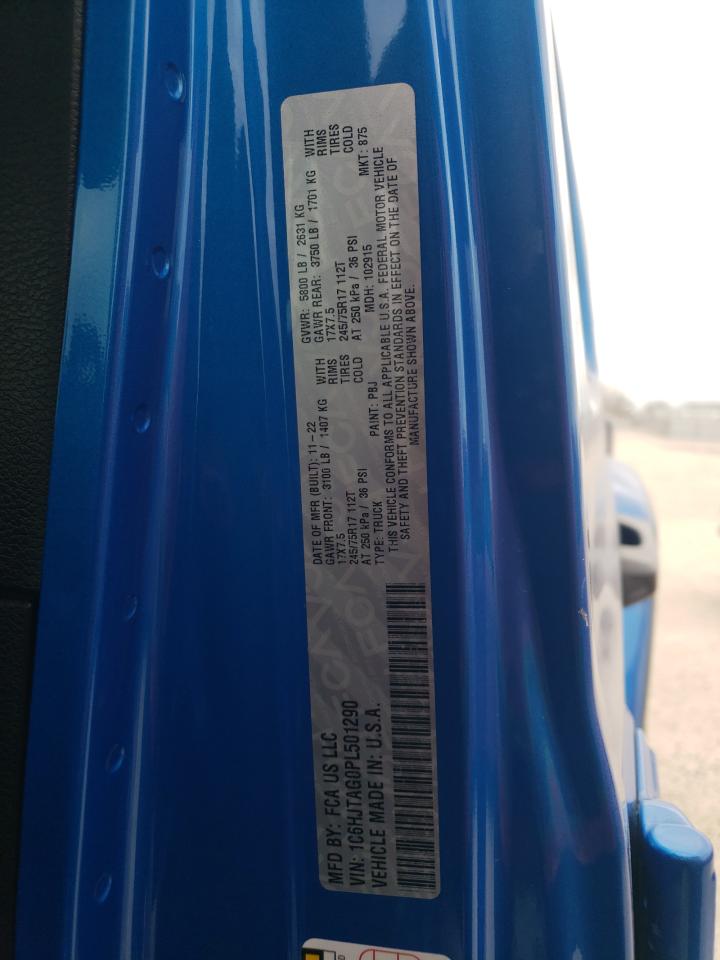 MFD BY: FCA US LLC
VIN: 1C6HJTAG0PL501290
VEHICLE MADE IN: U.S.A.
DATE OF MFR (BUILT): 11-22 GVWR: 5800 LB / 2631 KG
GAWR FRONT: 3100 LB / 1407 KG WITH GAWR REAR: 3750 LB / 1701 KG WITH
17X7.5 RIMS 17X7.5 RIMS
245/75R17 112T TIRES 245/75R17 112T TIRES
AT 250 kPa / 36 PSI COLD AT 250 kPa / 36 PSI COLD
TYPE: TRUCK PAINT: PBJ MDH: 102915 MKT: 875
THIS VEHICLE CONFORMS TO ALL APPLICABLE U.S.A. FEDERAL MOTOR VEHICLE
SAFETY AND THEFT PREVENTION STANDARDS IN EFFECT ON THE DATE OF
MANUFACTURE SHOWN ABOVE.